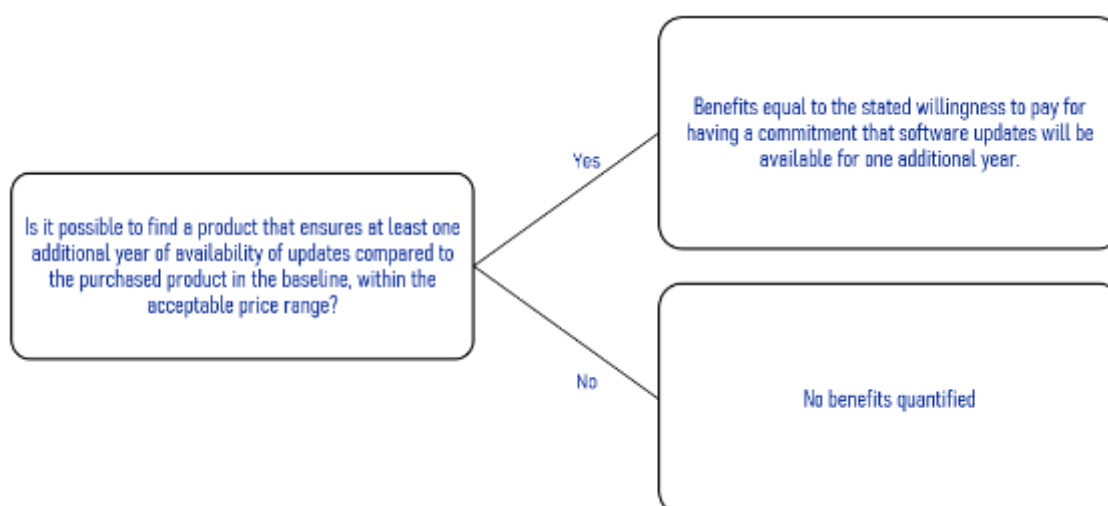 Benefits equal to the stated willingness to pay for
having a commitment that software updates will be
available for one additional year.
Yes
Is it possible to find a product that ensures at least one
additional year of availability of updates compared to
the purchased product in the baseline, within the
acceptable price range?
No
No benefits quantified